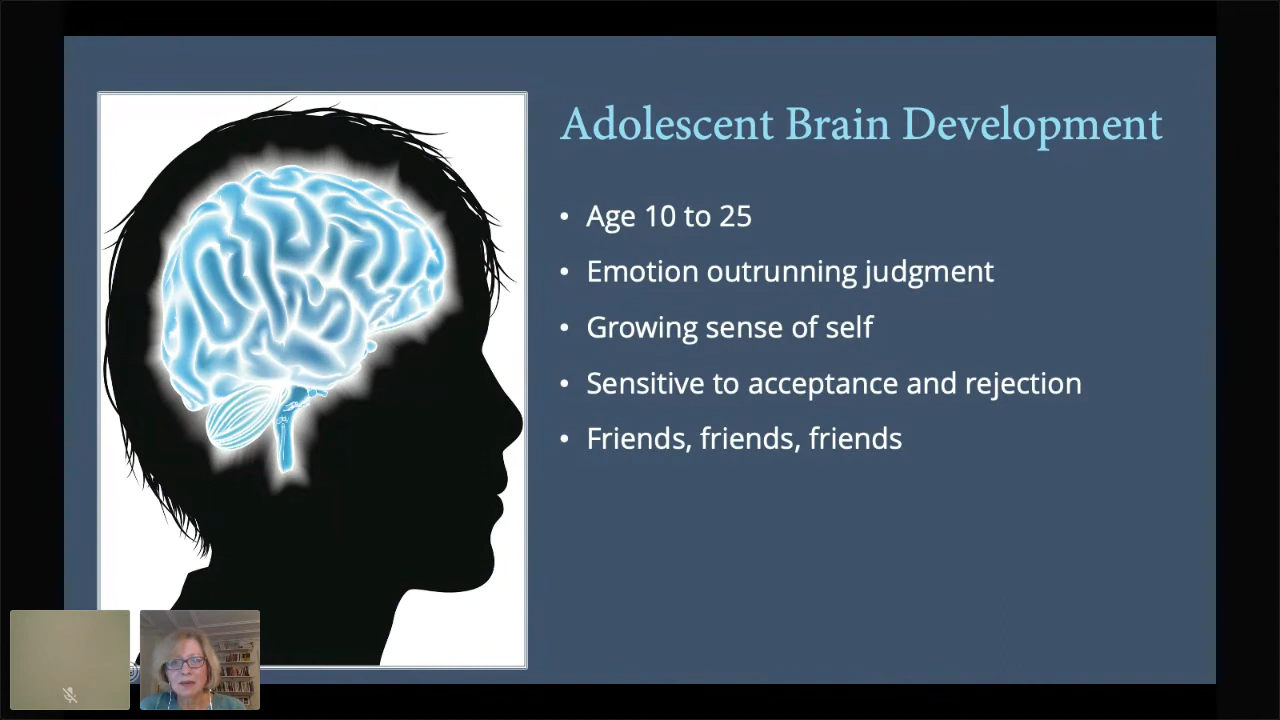 Adolescent Brain Development
• Age 10 to 25
• Emotion outrunning judgment
• Growing sense of self
• Sensitive to acceptance and rejection
• Friends, friends, friends